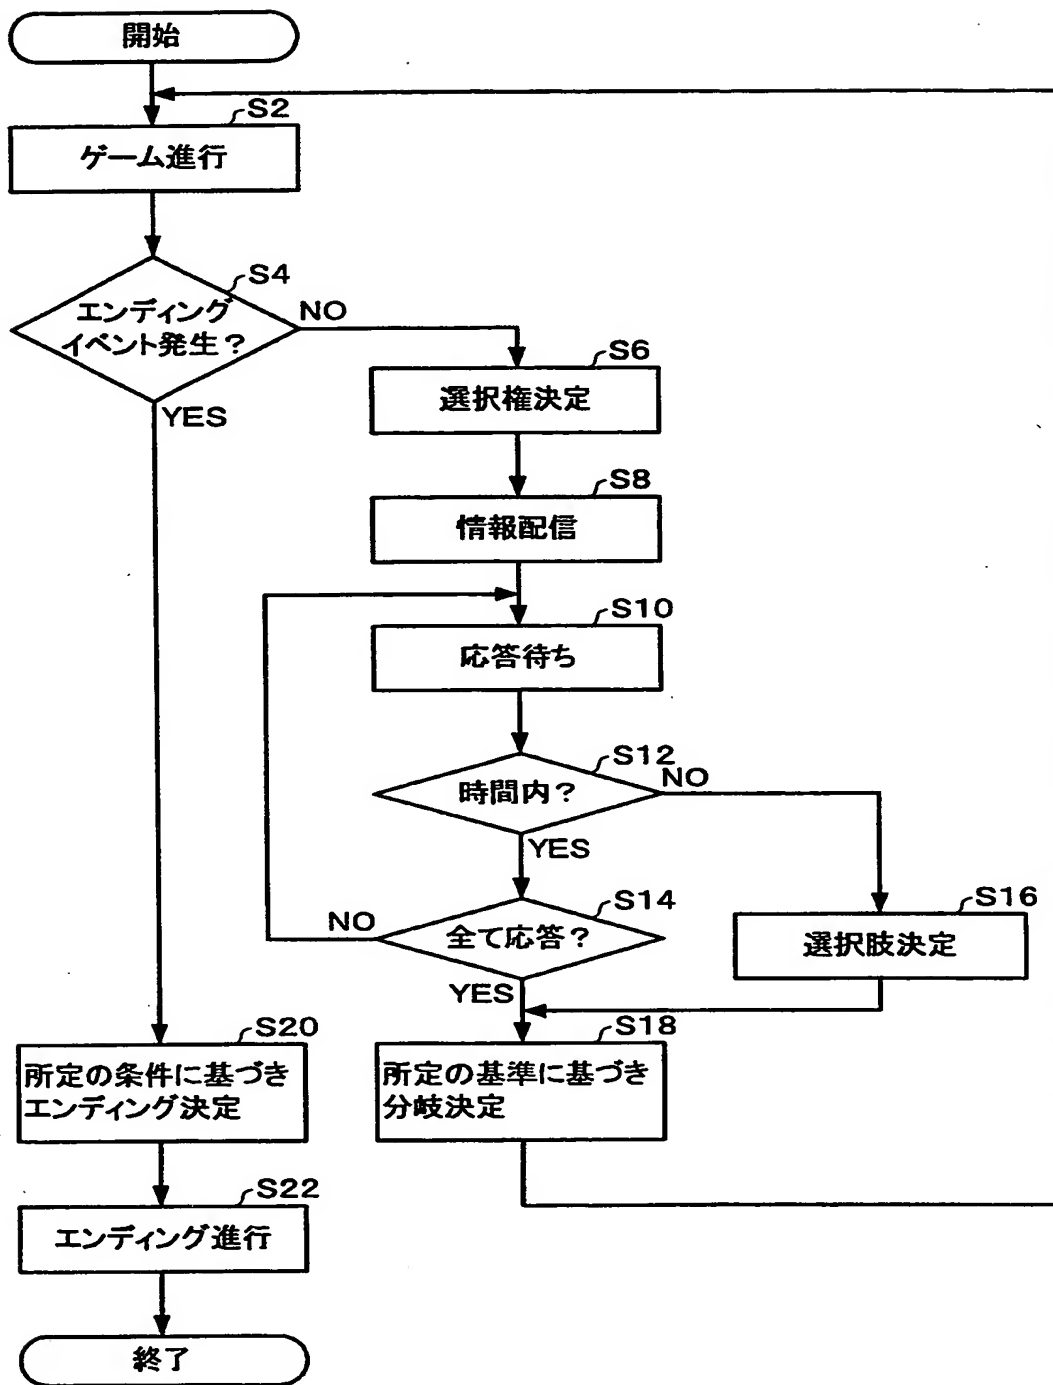 開始
S2
ゲーム進行
S4
エンディング
イベント発生？
NO
YES
S6
選択権決定
S8
情報配信
S10
応答待ち
S12
時間内？
NO
YES
S14
全て応答？
NO
YES
S16
選択肢決定
S18
所定の基準に基づき
分岐決定
S20
所定の条件に基づき
エンディング決定
S22
エンディング進行
終了